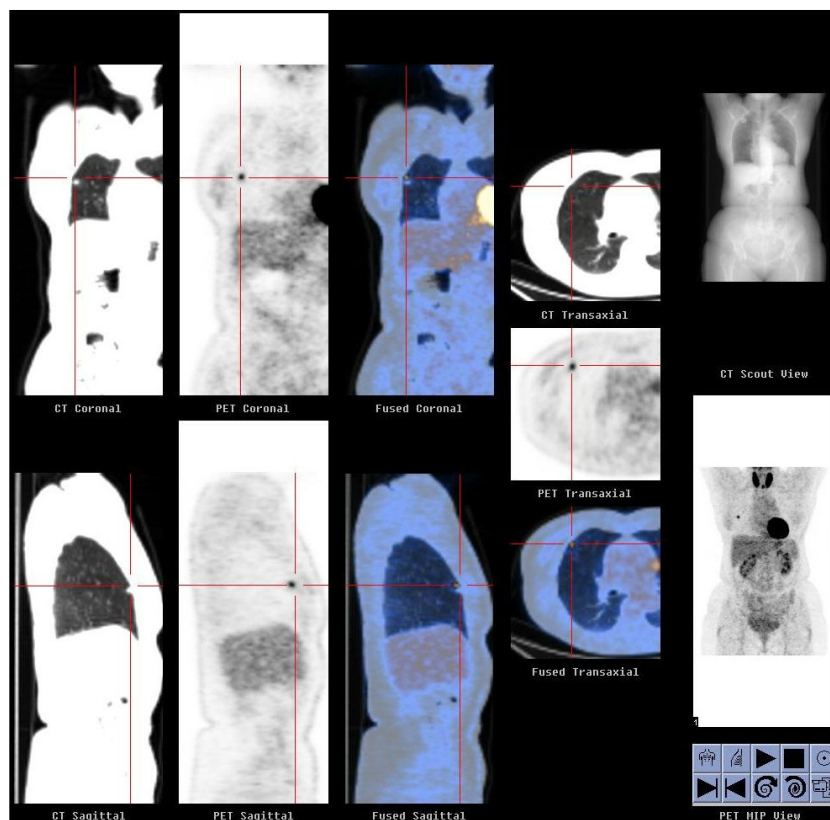 CT Coronal
PET Coronal
Fused Coronal
CT Transaxial
CT Scout View
PET Transaxial
Fused Transaxial
CT Sagittal
PET Sagittal
Fused Sagittal
PET MIP View